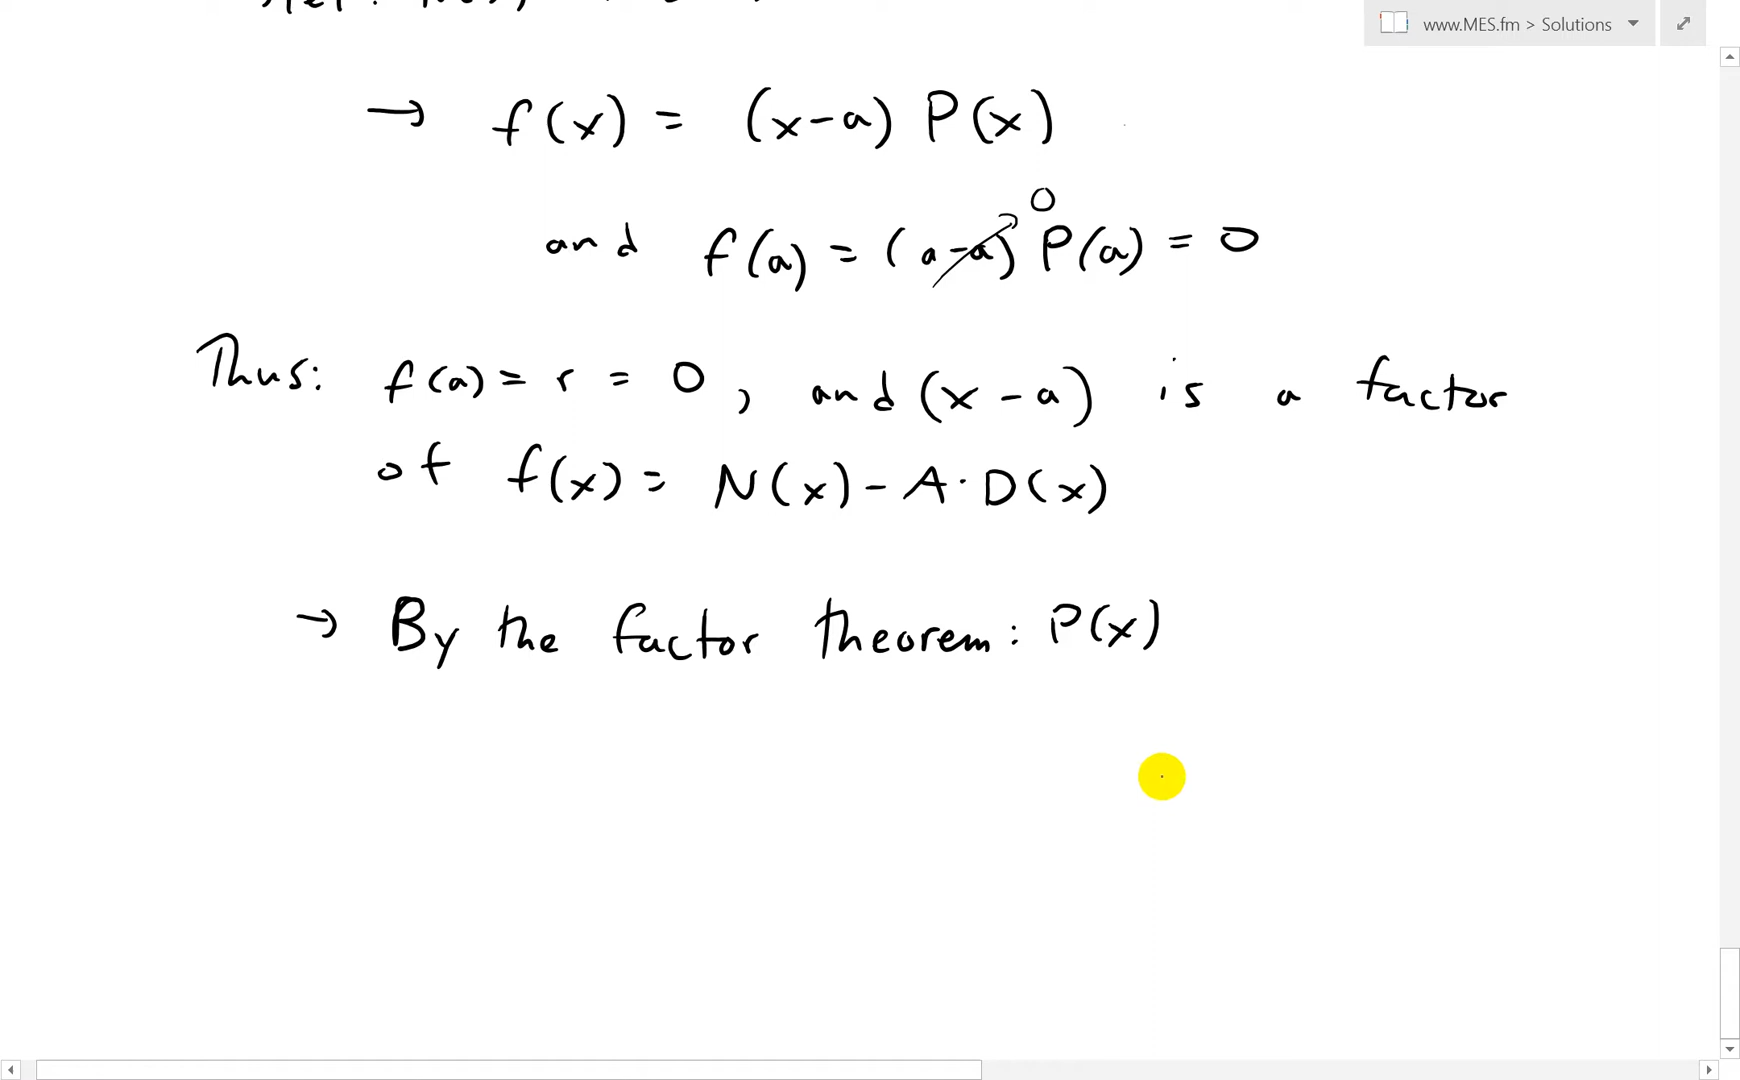 www.MES.fm > Solutions
→ f(x) = (x-a) P(x)
0
and f(a) = (a-a) P(a) = 0
Thus: f(a) = r = 0, and (x - a) is a factor
of f(x) = N(x) - A·D(x)
→ By the factor theorem: P(x)